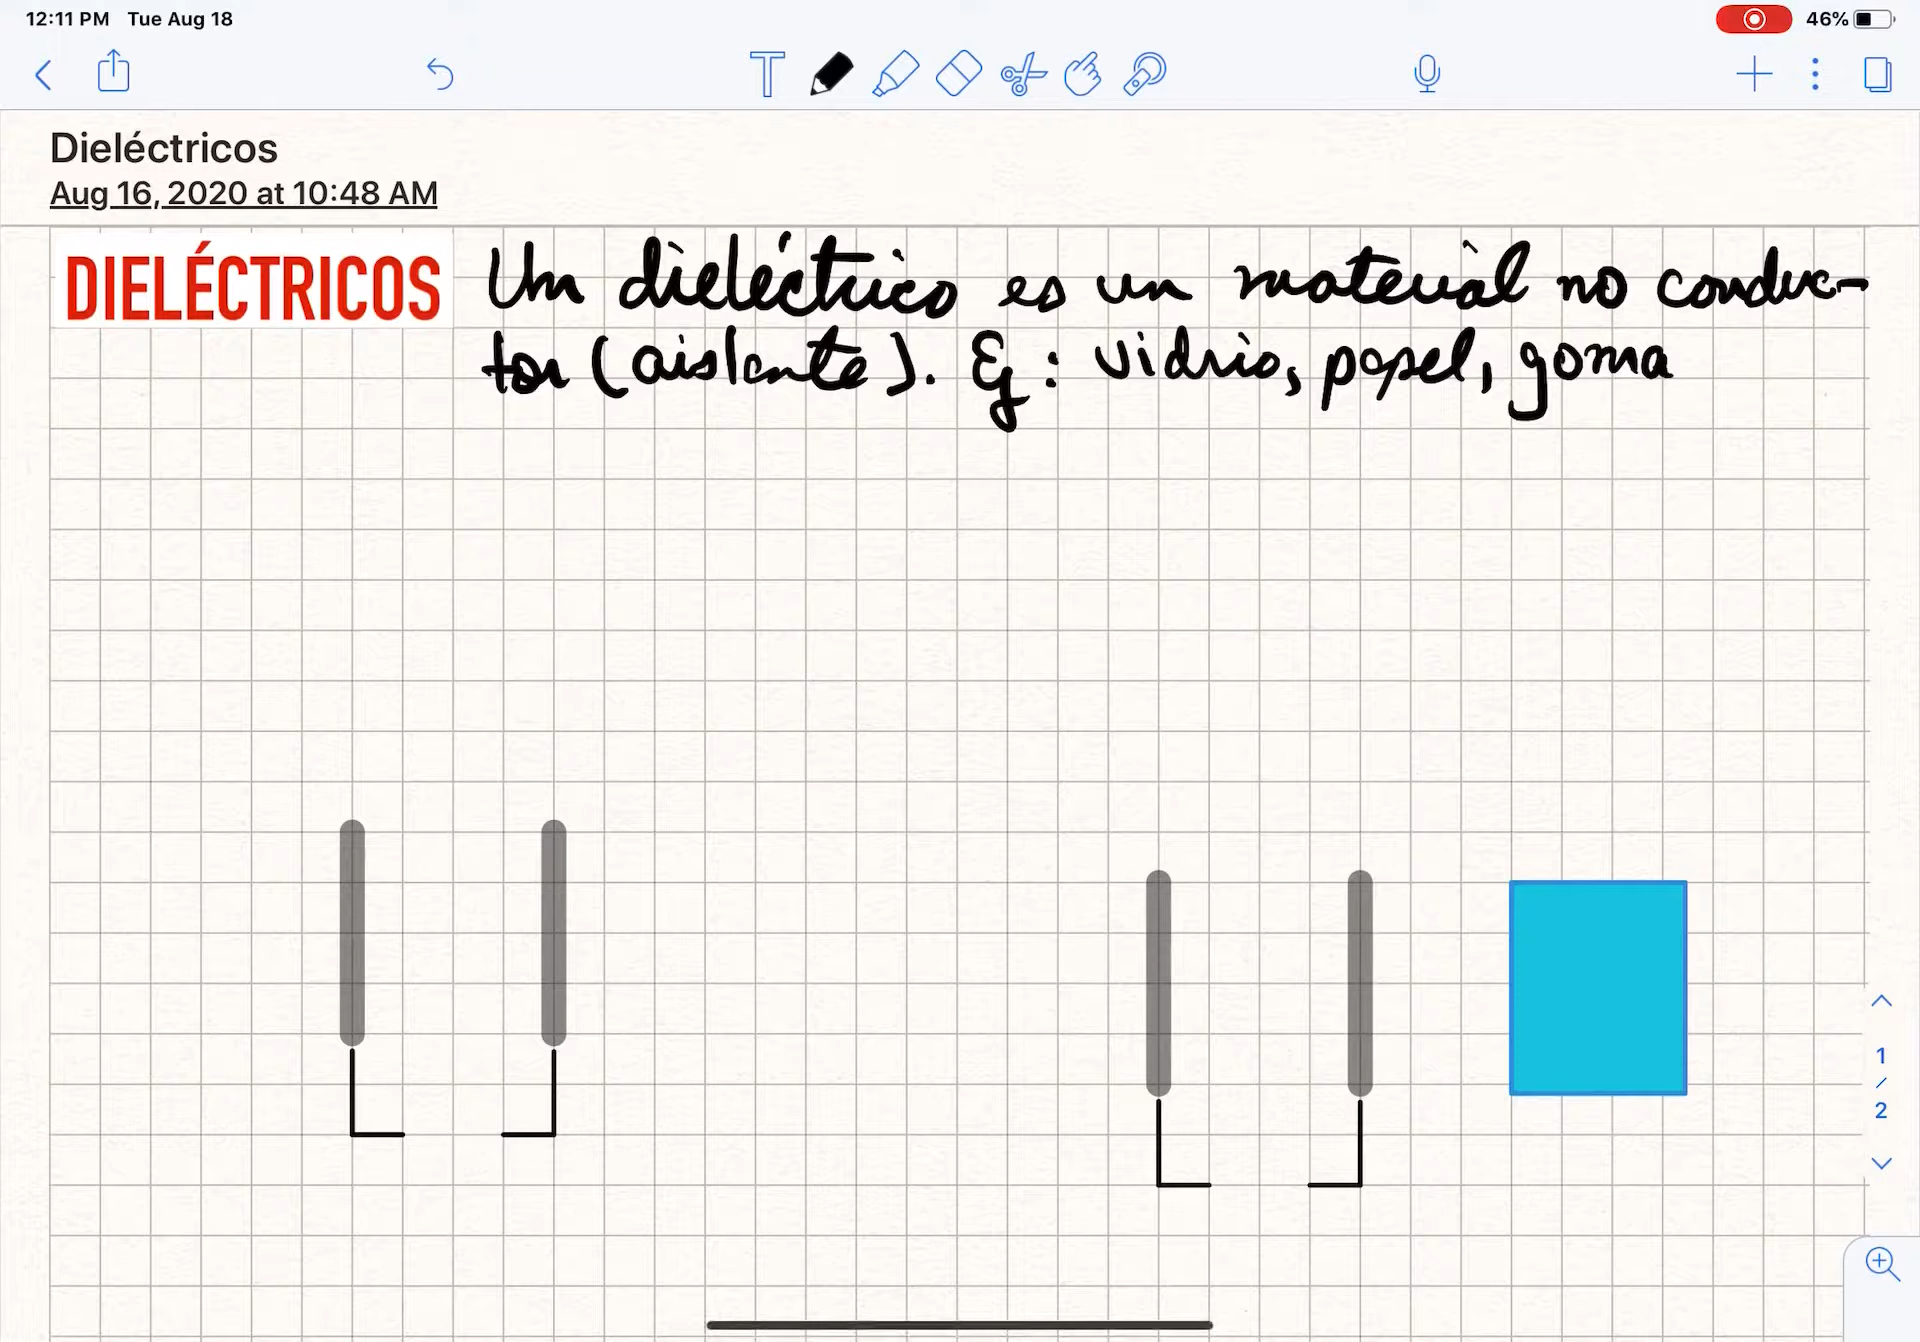 12:11 PM Tue Aug 18
46%
Dieléctricos
Aug 16, 2020 at 10:48 AM
DIELÉCTRICOS
Un dieléctrico es un material no conduc-
tor (aislante). Ej: vidrio, papel, goma
1
/
2